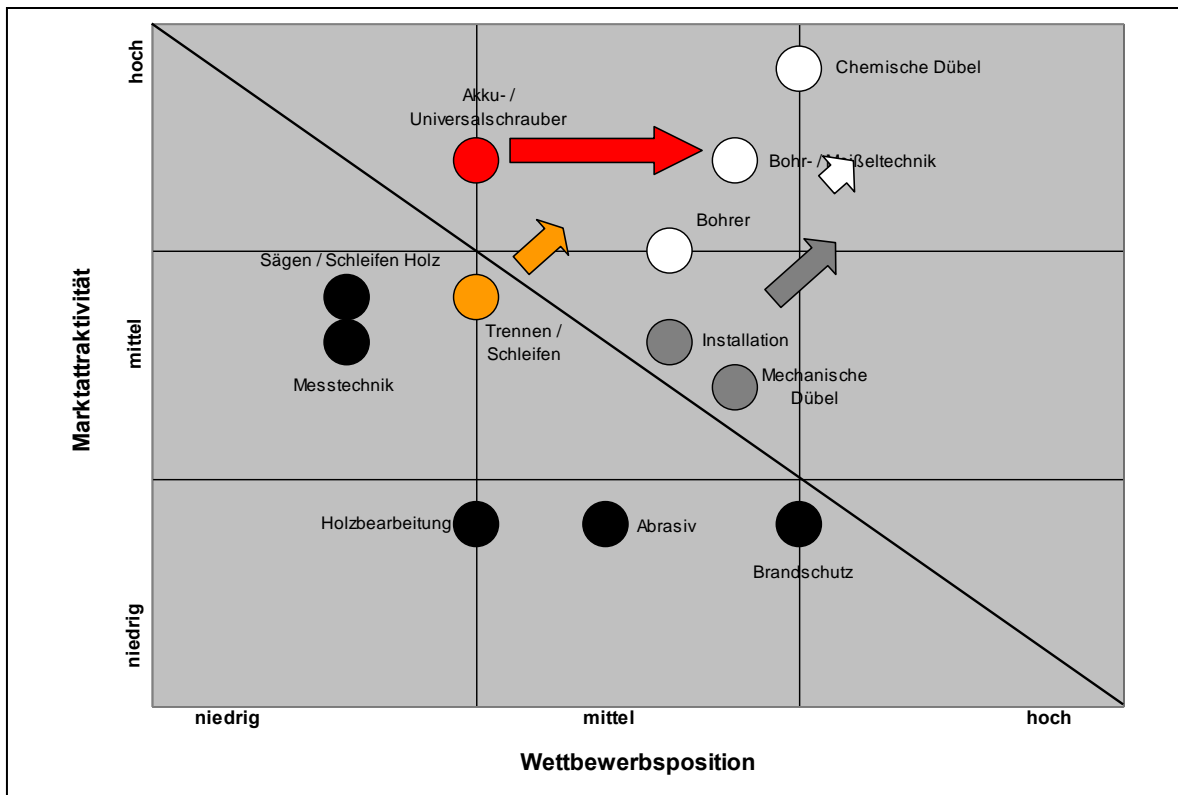 hoch
Chemische Dübel
Akku- /
Universalschrauber
Bohr- / Meißeltechnik
Bohrer
Sägen / Schleifen Holz
Marktattraktivität
mittel
Trennen /
Schleifen
Installation
Messtechnik
Mechanische
Dübel
Holzbearbeitung
Abrasiv
Brandschutz
niedrig
niedrig
mittel
hoch
Wettbewerbsposition